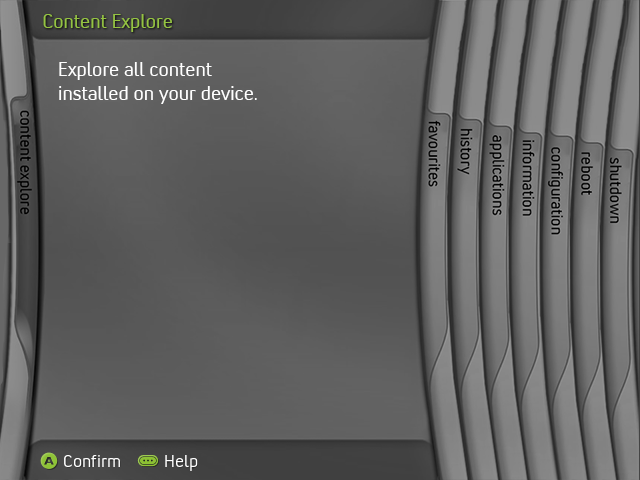 Content Explore
Explore all content
installed on your device.
content explore
favourites
history
applications
information
configuration
reboot
shutdown
A Confirm
Help